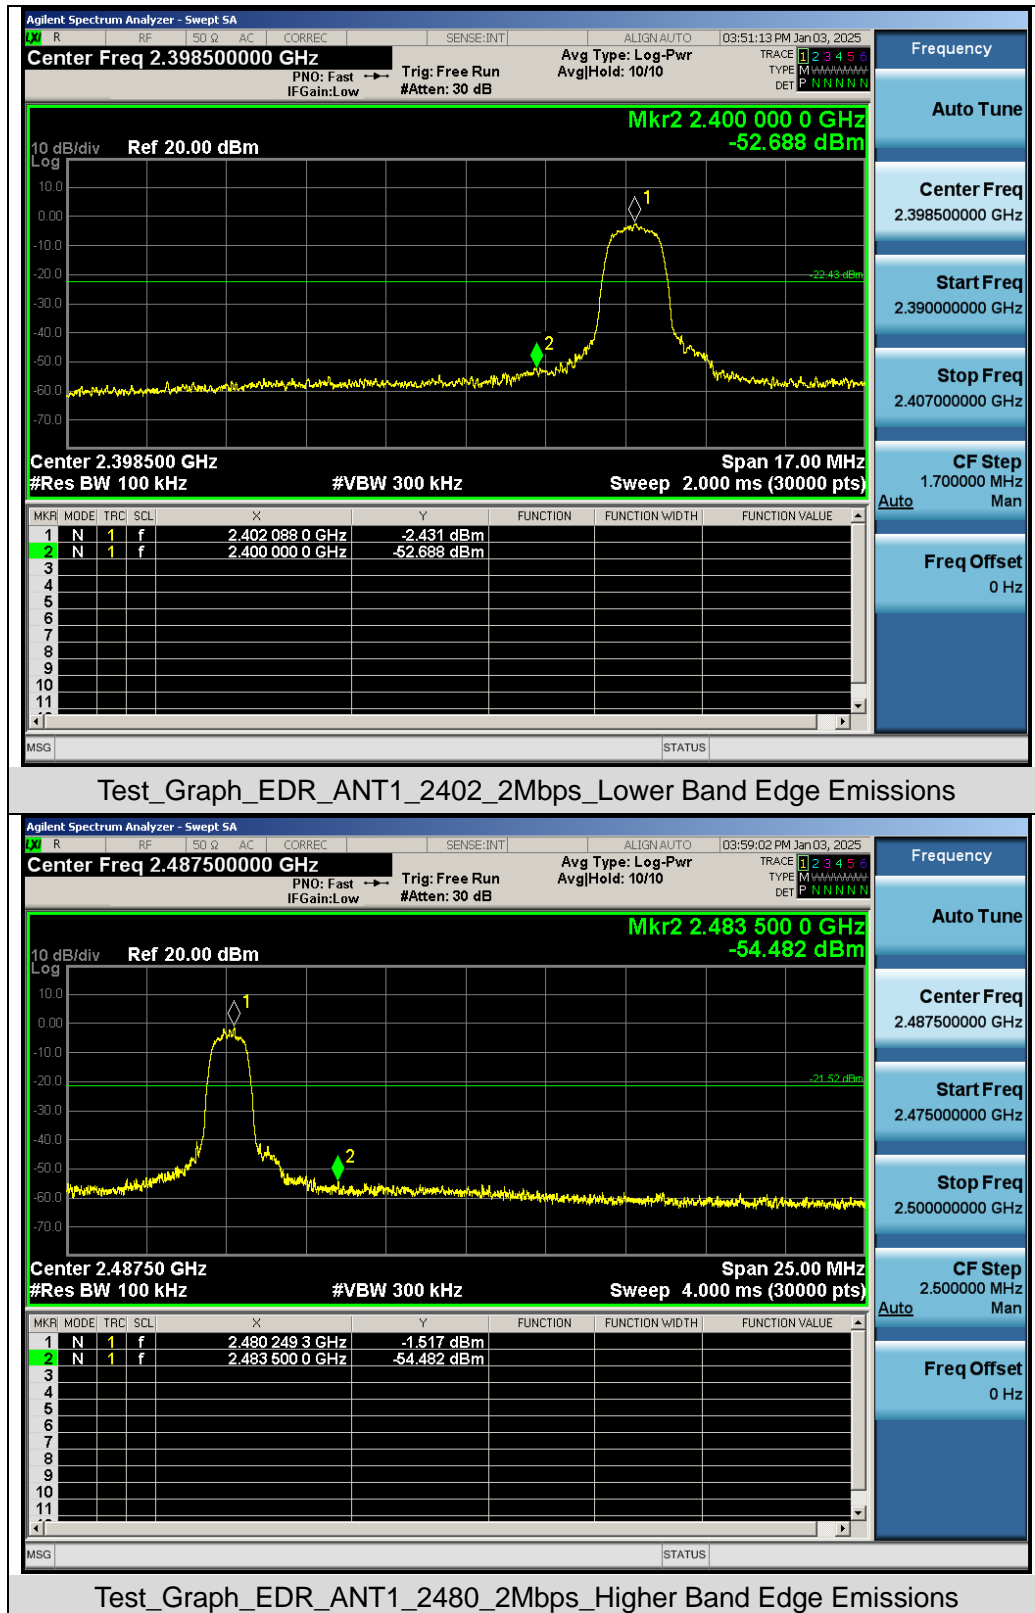 Agilent Spectrum Analyzer - Swept SA
LXI R RF 50 Ω AC CORREC SENSE:INT ALIGN AUTO 03:51:13 PM Jan 03, 2025
Center Freq 2.398500000 GHz
PNO: Fast
IFGain:Low
Trig: Free Run
#Atten: 30 dB
Avg Type: Log-Pwr
Avg|Hold: 10/10
TRACE 1 2 3 4 5 6
TYPE M WWWWW
DET P N N N N N
Mkr2 2.400 000 0 GHz
-52.688 dBm
10 dB/div Ref 20.00 dBm
Log
10.0
0.00
-10.0
-20.0
-30.0
-40.0
-50.0
-60.0
-70.0
1
-22.43 dBm
2
Center 2.398500 GHz Span 17.00 MHz
#Res BW 100 kHz #VBW 300 kHz Sweep 2.000 ms (30000 pts)
MKR MODE TRC SCL X Y FUNCTION FUNCTION WIDTH FUNCTION VALUE
1 N 1 f 2.402 088 0 GHz -2.431 dBm
2 N 1 f 2.400 000 0 GHz -52.688 dBm
3
4
5
6
7
8
9
10
11
MSG STATUS
Frequency
Auto Tune
Center Freq
2.398500000 GHz
Start Freq
2.390000000 GHz
Stop Freq
2.407000000 GHz
CF Step
1.700000 MHz
Auto Man
Freq Offset
0 Hz
Test_Graph_EDR_ANT1_2402_2Mbps_Lower Band Edge Emissions
Agilent Spectrum Analyzer - Swept SA
LXI R RF 50 Ω AC CORREC SENSE:INT ALIGN AUTO 03:59:02 PM Jan 03, 2025
Center Freq 2.487500000 GHz
PNO: Fast
IFGain:Low
Trig: Free Run
#Atten: 30 dB
Avg Type: Log-Pwr
Avg|Hold: 10/10
TRACE 1 2 3 4 5 6
TYPE M WWWWW
DET P N N N N N
Mkr2 2.483 500 0 GHz
-54.482 dBm
10 dB/div Ref 20.00 dBm
Log
10.0
0.00
-10.0
-20.0
-30.0
-40.0
-50.0
-60.0
-70.0
1
-21.52 dBm
2
Center 2.48750 GHz Span 25.00 MHz
#Res BW 100 kHz #VBW 300 kHz Sweep 4.000 ms (30000 pts)
MKR MODE TRC SCL X Y FUNCTION FUNCTION WIDTH FUNCTION VALUE
1 N 1 f 2.480 249 3 GHz -1.517 dBm
2 N 1 f 2.483 500 0 GHz -54.482 dBm
3
4
5
6
7
8
9
10
11
MSG STATUS
Frequency
Auto Tune
Center Freq
2.487500000 GHz
Start Freq
2.475000000 GHz
Stop Freq
2.500000000 GHz
CF Step
2.500000 MHz
Auto Man
Freq Offset
0 Hz
Test_Graph_EDR_ANT1_2480_2Mbps_Higher Band Edge Emissions